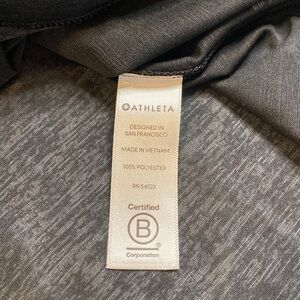 ATHLETA
DESIGNED IN
SAN FRANCISCO
MADE IN VIETNAM
100% POLYESTER
RN 54023
Certified
B
®
Corporation